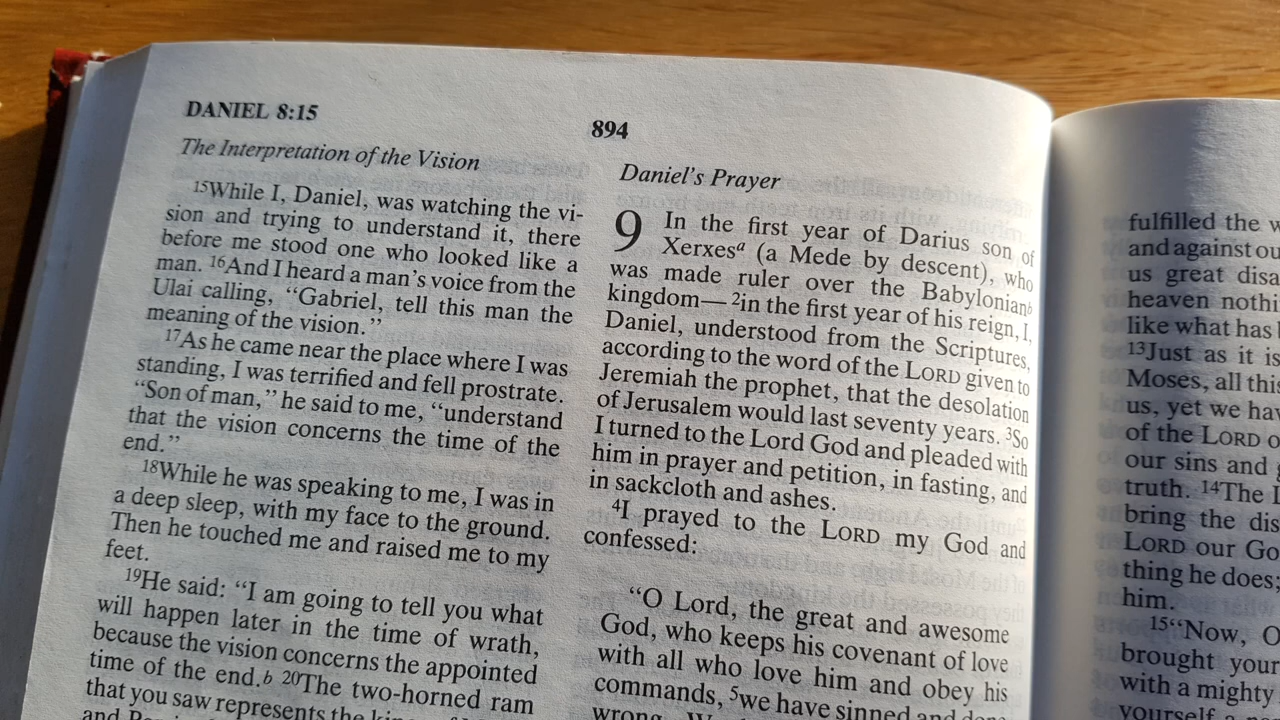 DANIEL 8:15
894
The Interpretation of the Vision
¹⁵While I, Daniel, was watching the vi-
sion and trying to understand it, there
before me stood one who looked like a
man. ¹⁶And I heard a man's voice from the
Ulai calling, "Gabriel, tell this man the
meaning of the vision."
¹⁷As he came near the place where I was
standing, I was terrified and fell prostrate.
"Son of man," he said to me, "understand
that the vision concerns the time of the
end."
¹⁸While he was speaking to me, I was in
a deep sleep, with my face to the ground.
Then he touched me and raised me to my
feet.
¹⁹He said: "I am going to tell you what
will happen later in the time of wrath,
because the vision concerns the appointed
time of the end.b ²⁰The two-horned ram
that you saw represents the
Daniel's Prayer
9 In the first year of Darius son of
Xerxesᵃ (a Mede by descent), who
was made ruler over the Babylonianᵇ
kingdom—²in the first year of his reign, I,
Daniel, understood from the Scriptures,
according to the word of the LORD given to
Jeremiah the prophet, that the desolation
of Jerusalem would last seventy years. ³So
I turned to the Lord God and pleaded with
him in prayer and petition, in fasting, and
in sackcloth and ashes.
⁴I prayed to the LORD my God and
confessed:
"O Lord, the great and awesome
God, who keeps his covenant of love
with all who love him and obey his
commands, ⁵we have sinned and done
fulfilled the
and against ou
us great disa
heaven nothi
like what has
¹³Just as it is
Moses, all this
us, yet we hav
of the LORD o
our sins and
truth. ¹⁴The
bring the dis
LORD our Go
thing he does;
him.
¹⁵"Now, O
brought your
with a mighty
yourself a